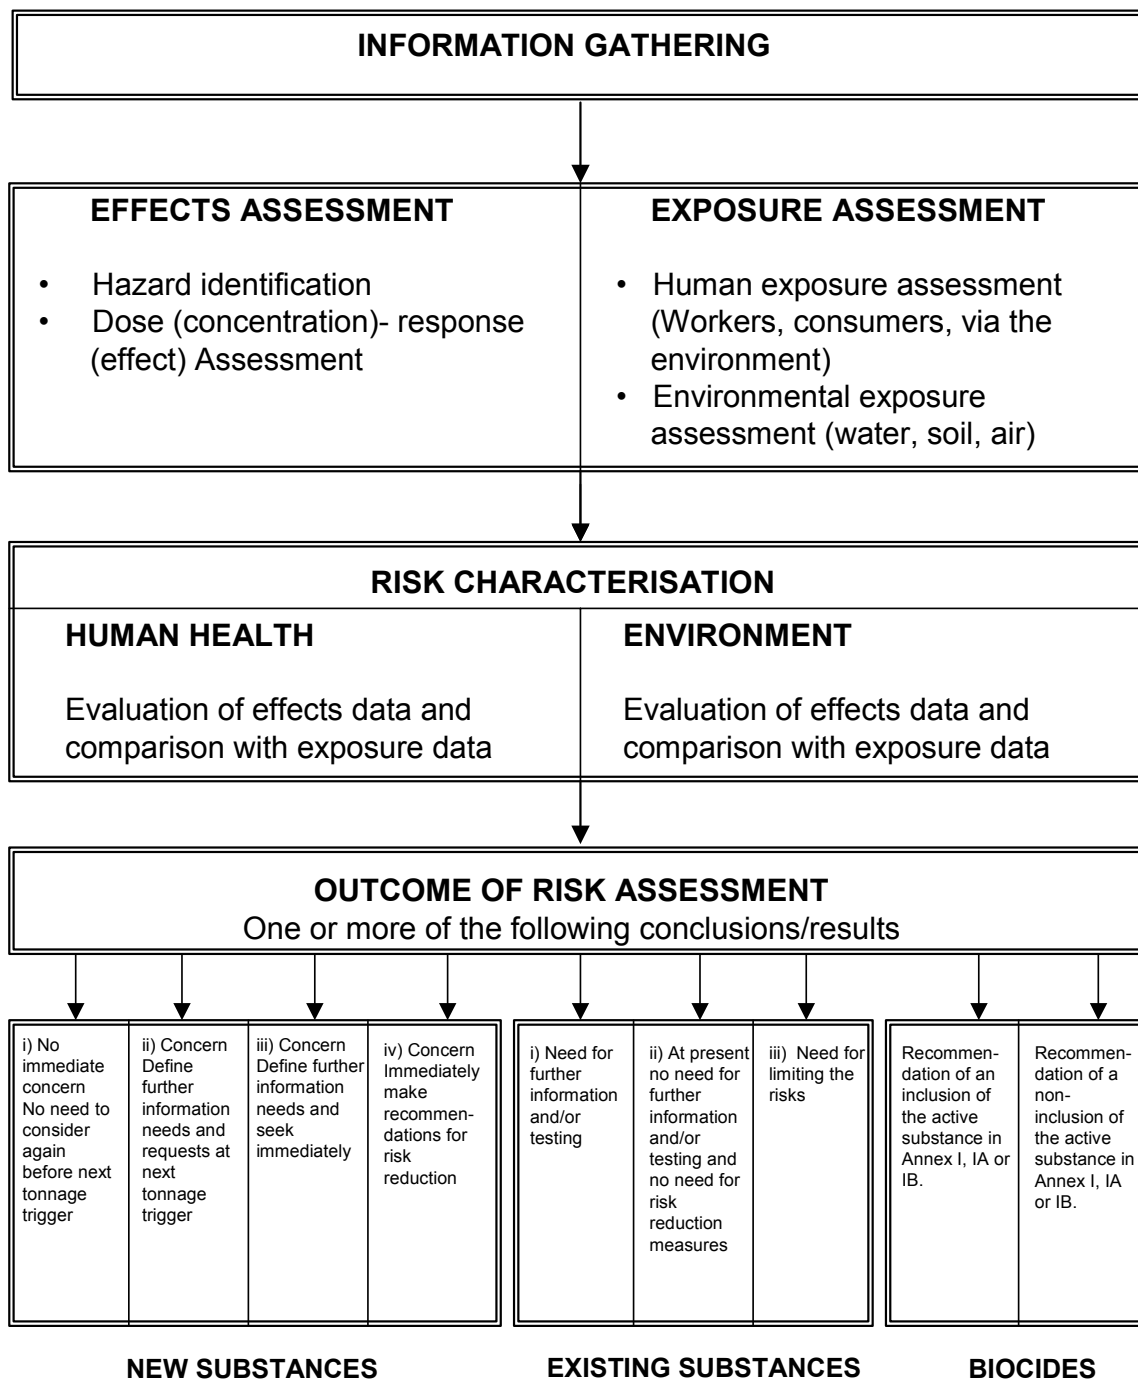 INFORMATION GATHERING
EFFECTS ASSESSMENT
• Hazard identification
• Dose (concentration)- response
(effect) Assessment
EXPOSURE ASSESSMENT
• Human exposure assessment
(Workers, consumers, via the
environment)
• Environmental exposure
assessment (water, soil, air)
RISK CHARACTERISATION
HUMAN HEALTH
Evaluation of effects data and
comparison with exposure data
ENVIRONMENT
Evaluation of effects data and
comparison with exposure data
OUTCOME OF RISK ASSESSMENT
One or more of the following conclusions/results
i) No
immediate
concern
No need to
consider
again
before next
tonnage
trigger
ii) Concern
Define
further
information
needs and
requests at
next
tonnage
trigger
iii) Concern
Define further
information
needs and
seek
immediately
iv) Concern
Immediately
make
recommen-
dations for
risk
reduction
i) Need for
further
information
and/or
testing
ii) At present
no need for
further
information
and/or
testing and
no need for
risk
reduction
measures
iii) Need for
limiting the
risks
Recommen-
dation of an
inclusion of
the active
substance in
Annex I, IA or
IB.
Recommen-
dation of a
non-
inclusion of
the active
substance in
Annex I, IA
or IB.
NEW SUBSTANCES
EXISTING SUBSTANCES
BIOCIDES